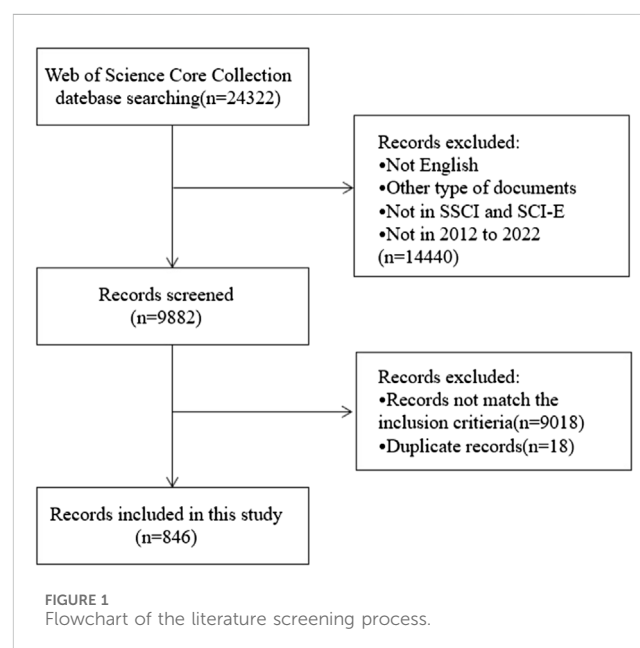 Web of Science Core Collection
datebase searching(n=24322)
Records excluded:
•Not English
•Other type of documents
•Not in SSCI and SCI-E
•Not in 2012 to 2022
(n=14440)
Records screened
(n=9882)
Records excluded:
•Records not match the
inclusion critieria(n=9018)
•Duplicate records(n=18)
Records included in this study
(n=846)
FIGURE 1
Flowchart of the literature screening process.